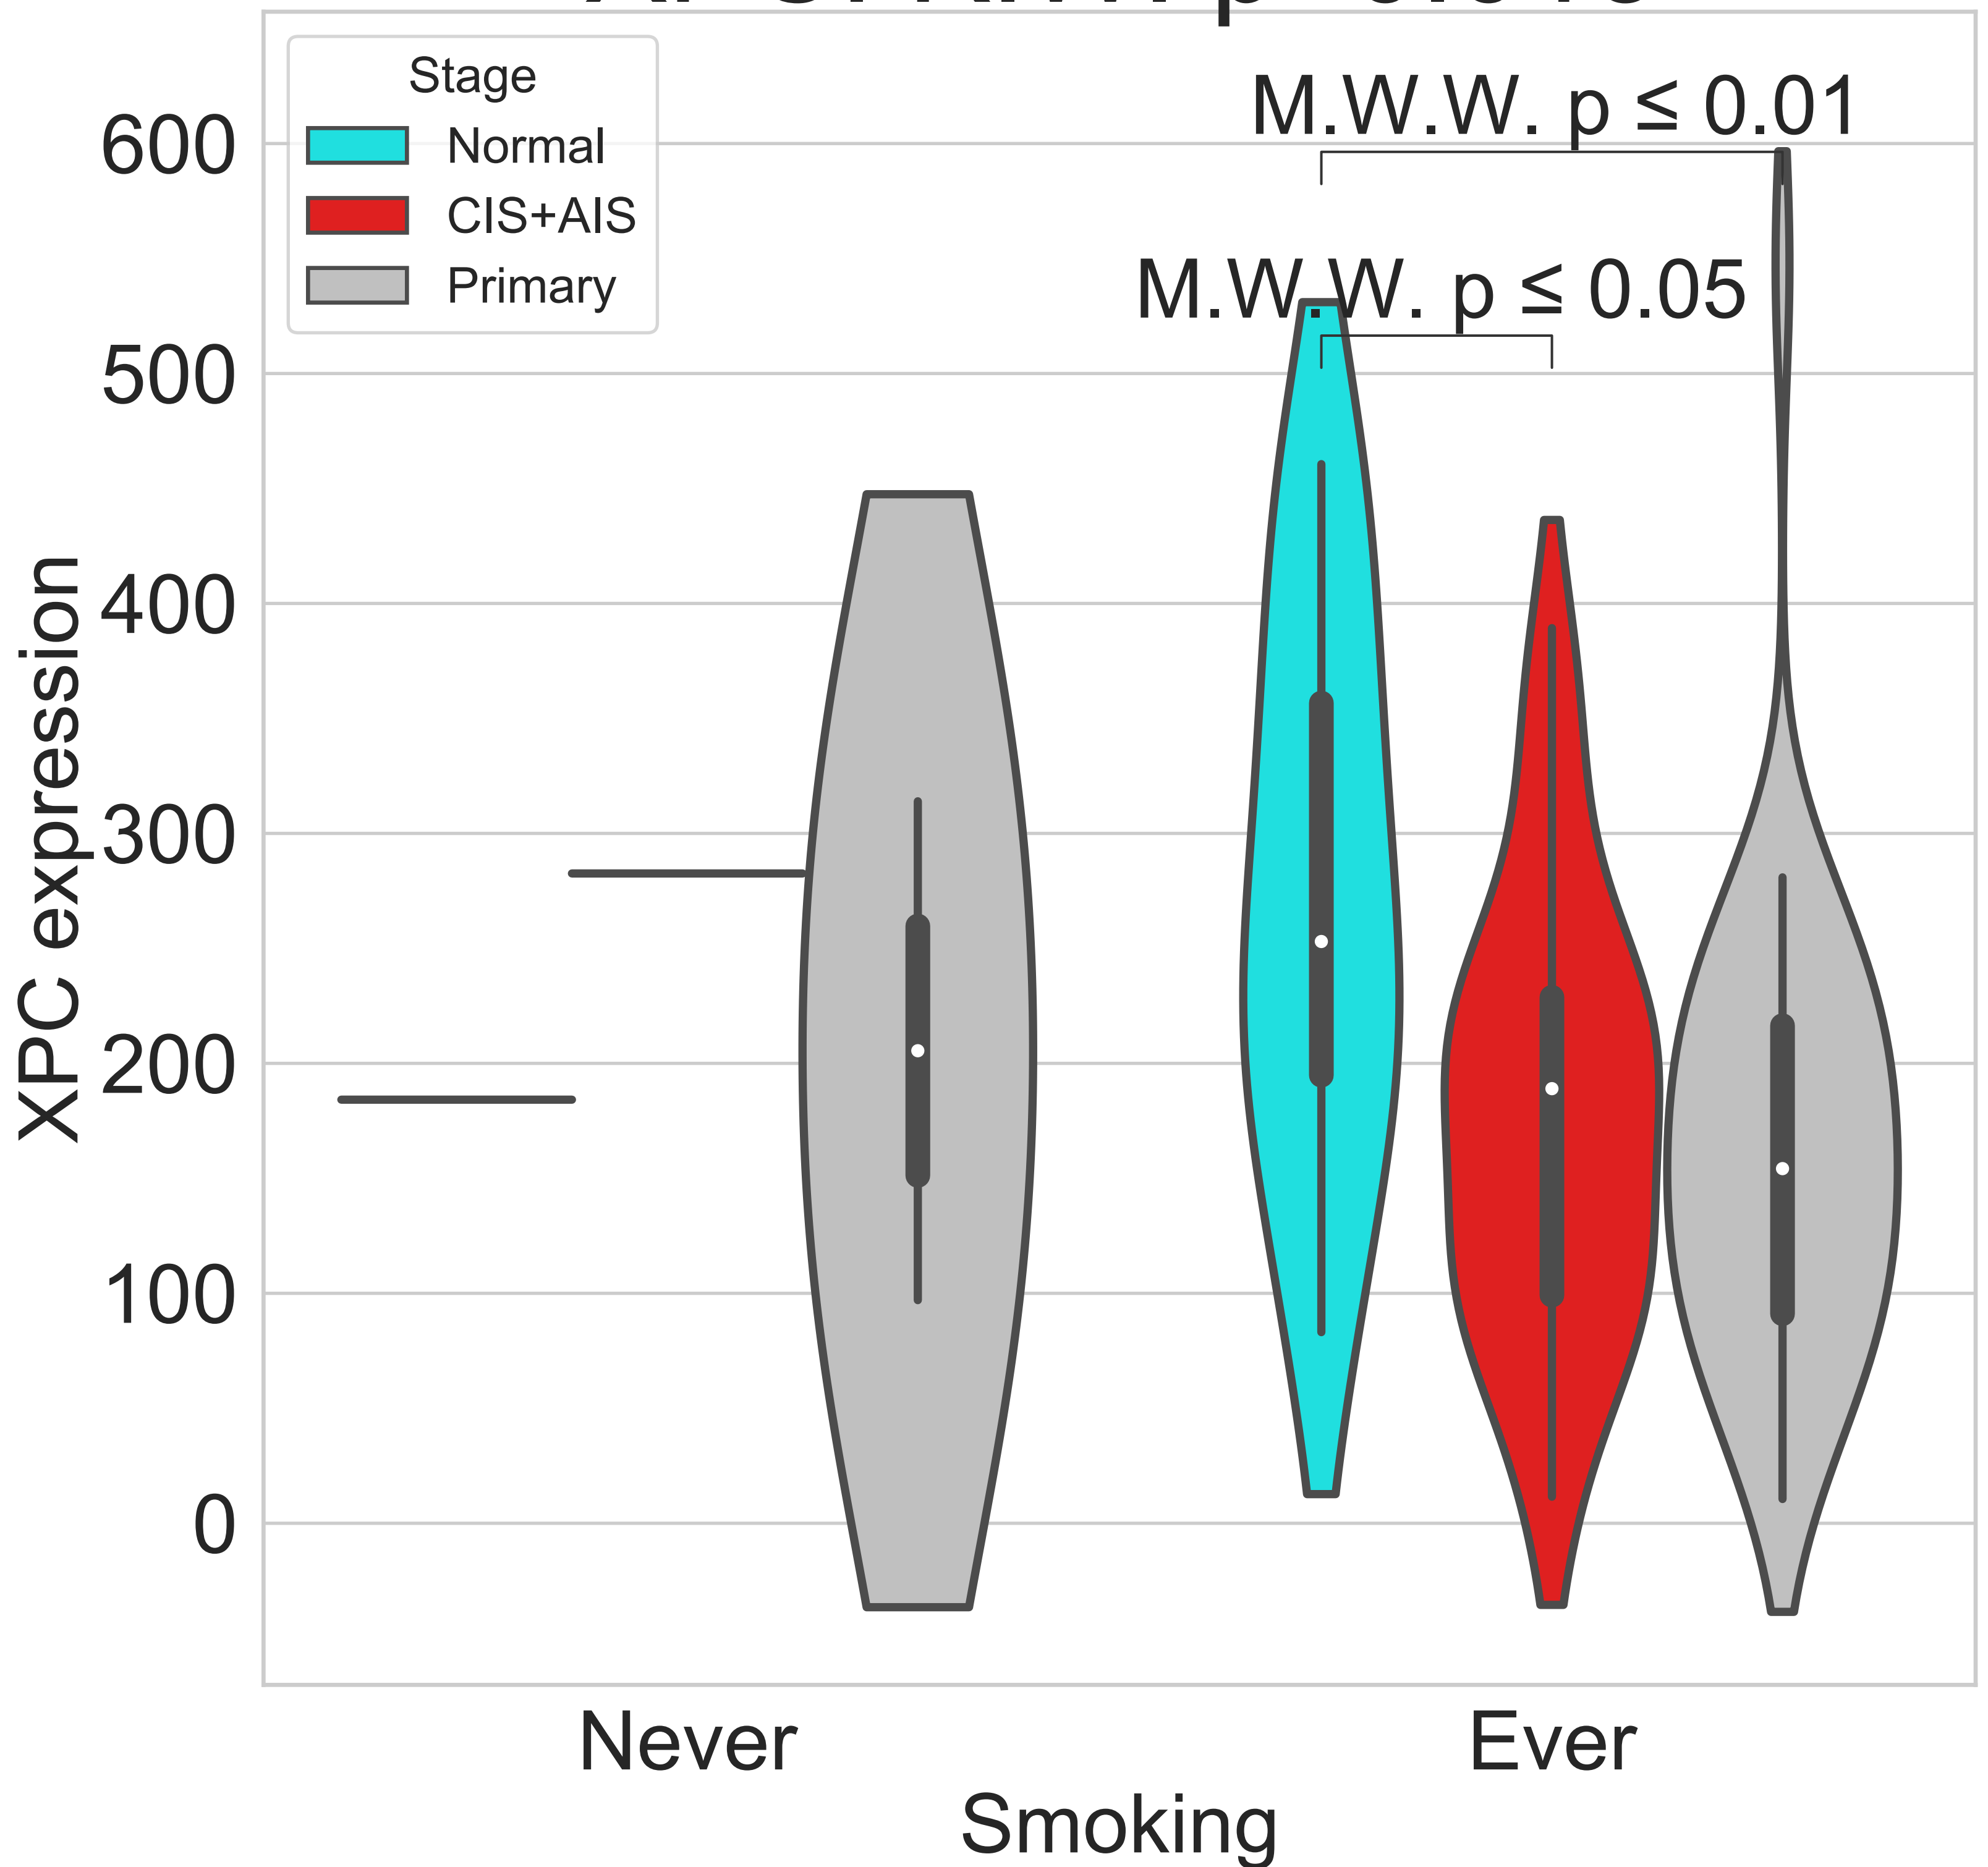 Stage
Normal
CIS+AIS
Primary
M.W.W. p ≤ 0.01
M.W.W. p ≤ 0.05
600
500
400
300
200
100
0
XPC expression
Never
Ever
Smoking